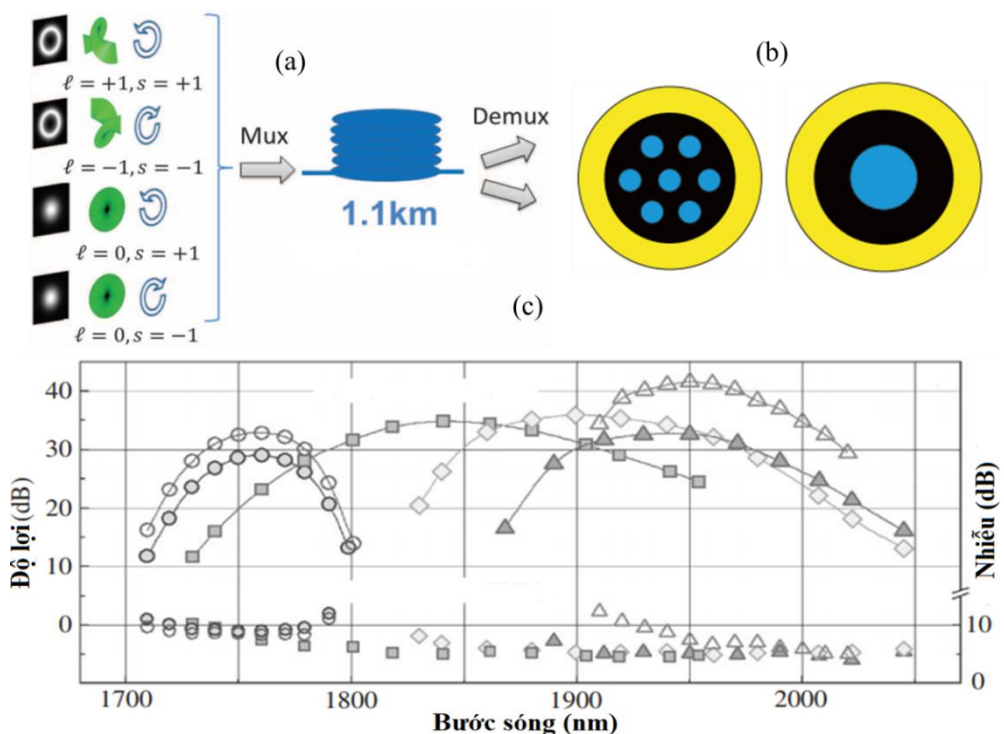 (a)
(b)
ℓ = +1, s = +1
Mux
Demux
ℓ = −1, s = −1
1.1km
ℓ = 0, s = +1
ℓ = 0, s = −1
(c)
Độ lợi (dB)
40
30
20
10
0
Nhiễu (dB)
10
0
1700
1800
1900
2000
Bước sóng (nm)